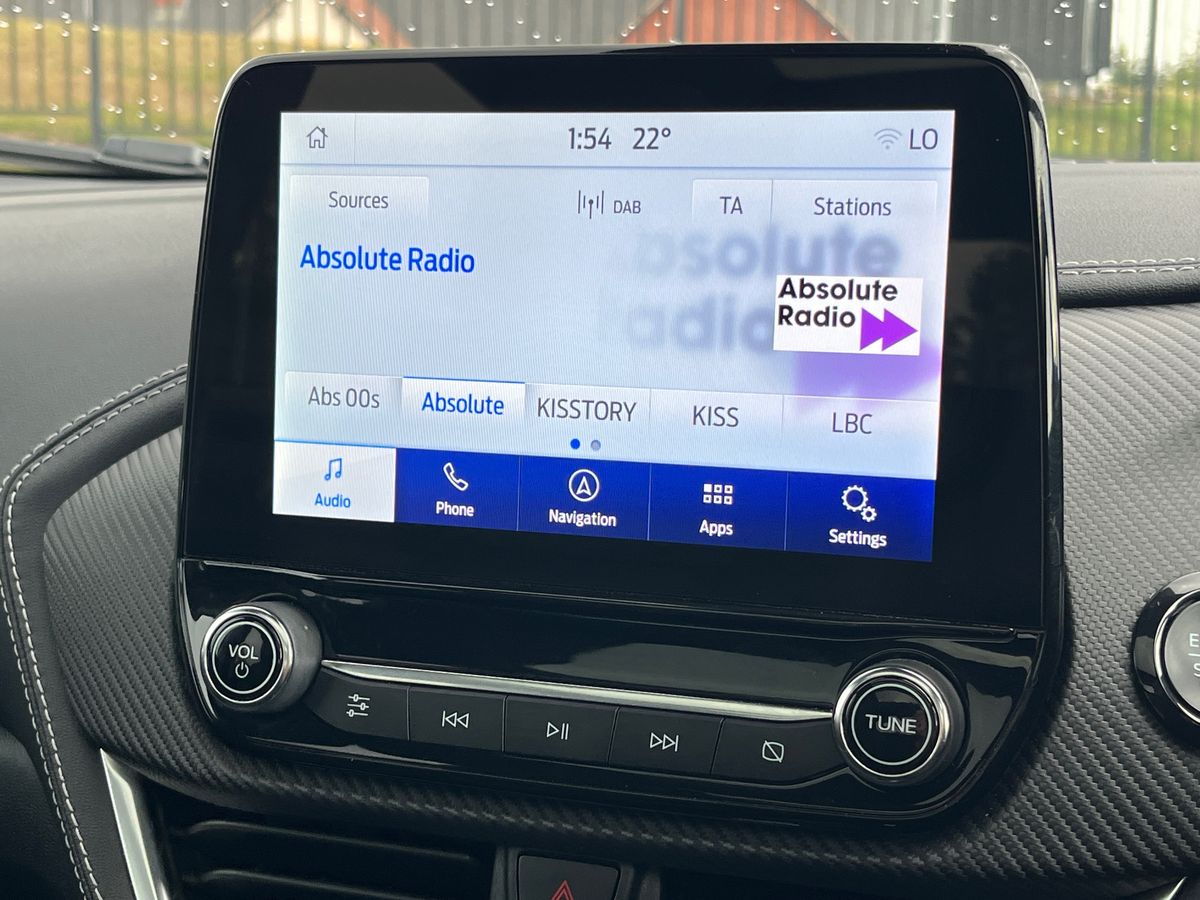 1:54 22° LO
Sources DAB TA Stations
Absolute Radio
absolute
radio
Absolute
Radio
Abs 00s Absolute KISSTORY KISS LBC
Audio Phone Navigation Apps Settings
VOL
TUNE